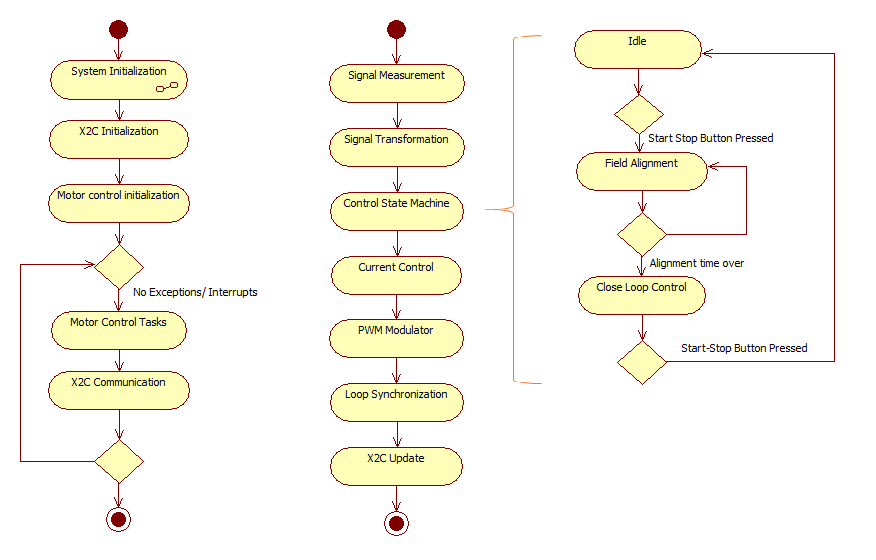 System Initialization
X2C Initialization
Motor control initialization
No Exceptions/ Interrupts
Motor Control Tasks
X2C Communication
Signal Measurement
Signal Transformation
Control State Machine
Current Control
PWM Modulator
Loop Synchronization
X2C Update
Idle
Start Stop Button Pressed
Field Alignment
Alignment time over
Close Loop Control
Start-Stop Button Pressed